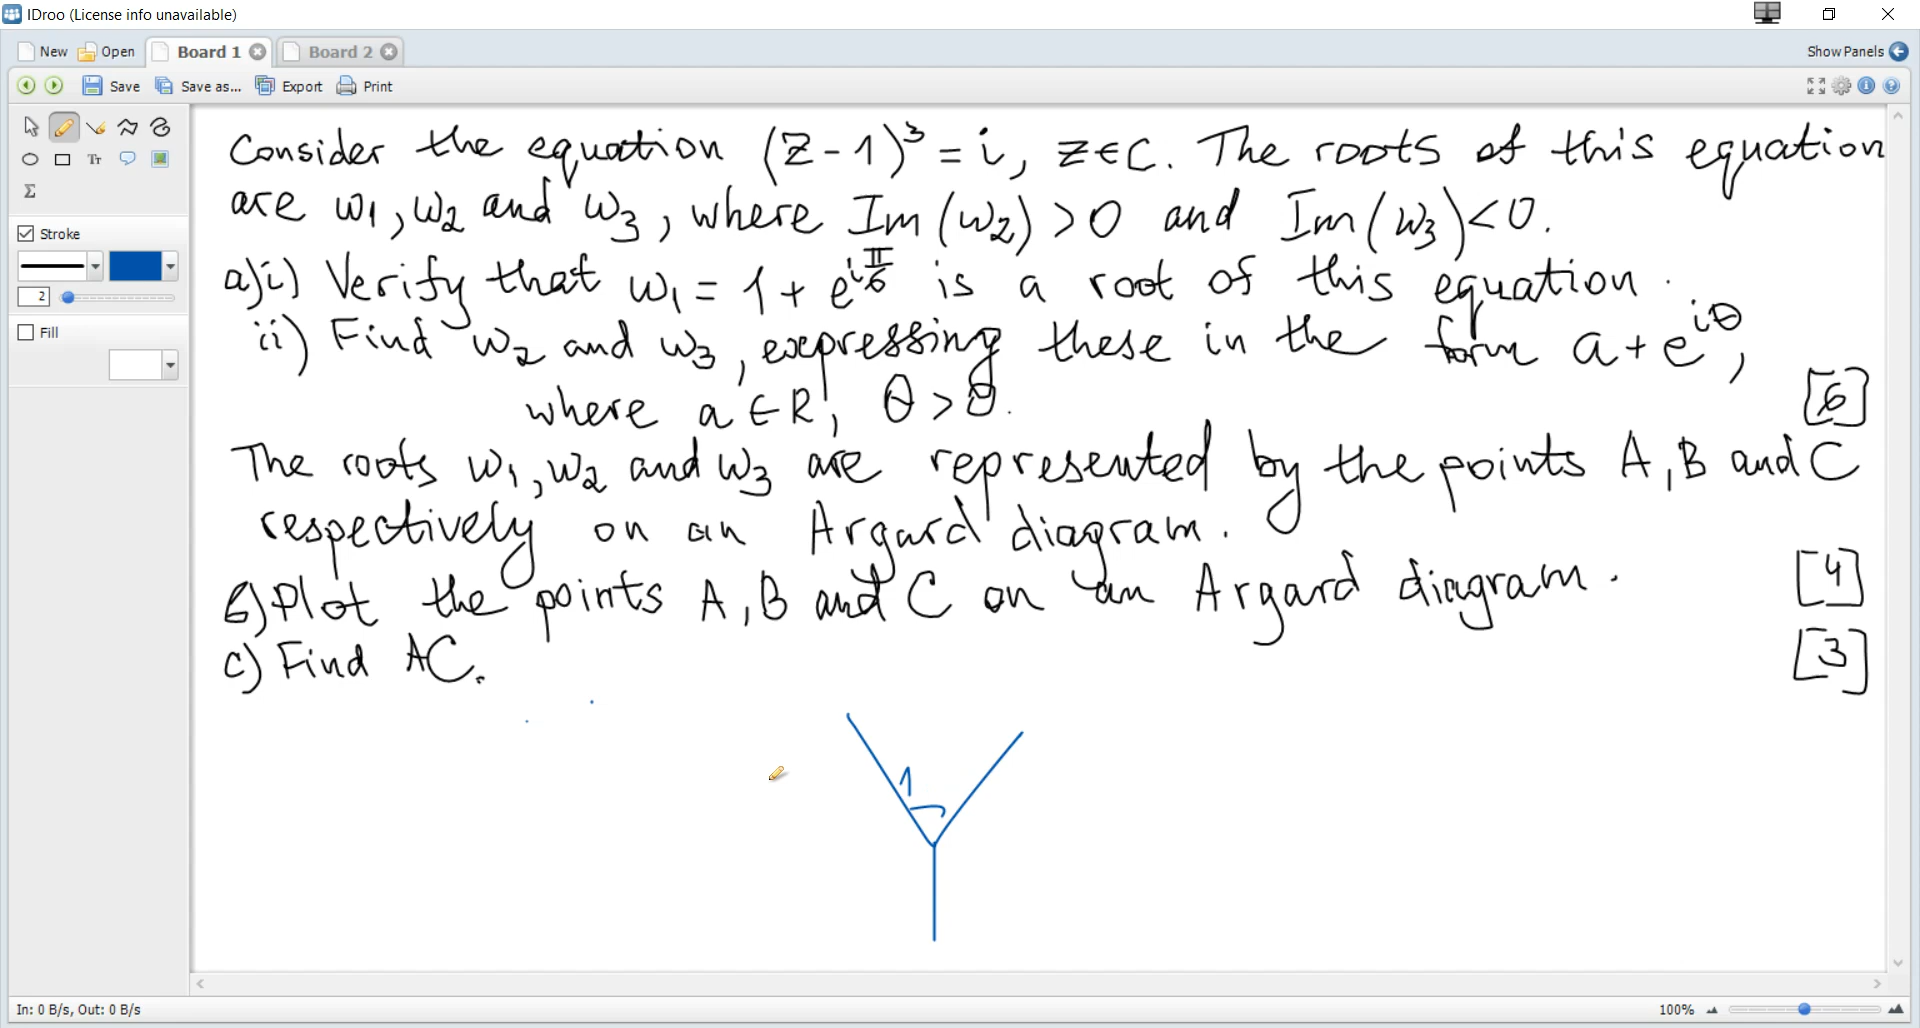 IDroo (License info unavailable)
New Open Board 1 Board 2 Show Panels
Save Save as... Export Print
Tr
Σ
Stroke
2
Fill
Consider the equation (z-1)³ = i, z∈C. The roots of this equation
are w₁, w₂ and w₃, where Im(w₂) > 0 and Im(w₃) < 0.
a) i) Verify that w₁ = 1 + e^(iπ/6) is a root of this equation.
ii) Find w₂ and w₃, expressing these in the form a + e^(iθ),
where a ∈ R, θ > 0. [6]
The roots w₁, w₂ and w₃ are represented by the points A, B and C
respectively on an Argard diagram.
b) Plot the points A, B and C on an Argard diagram. [4]
c) Find AC. [3]
1
In: 0 B/s, Out: 0 B/s 100%